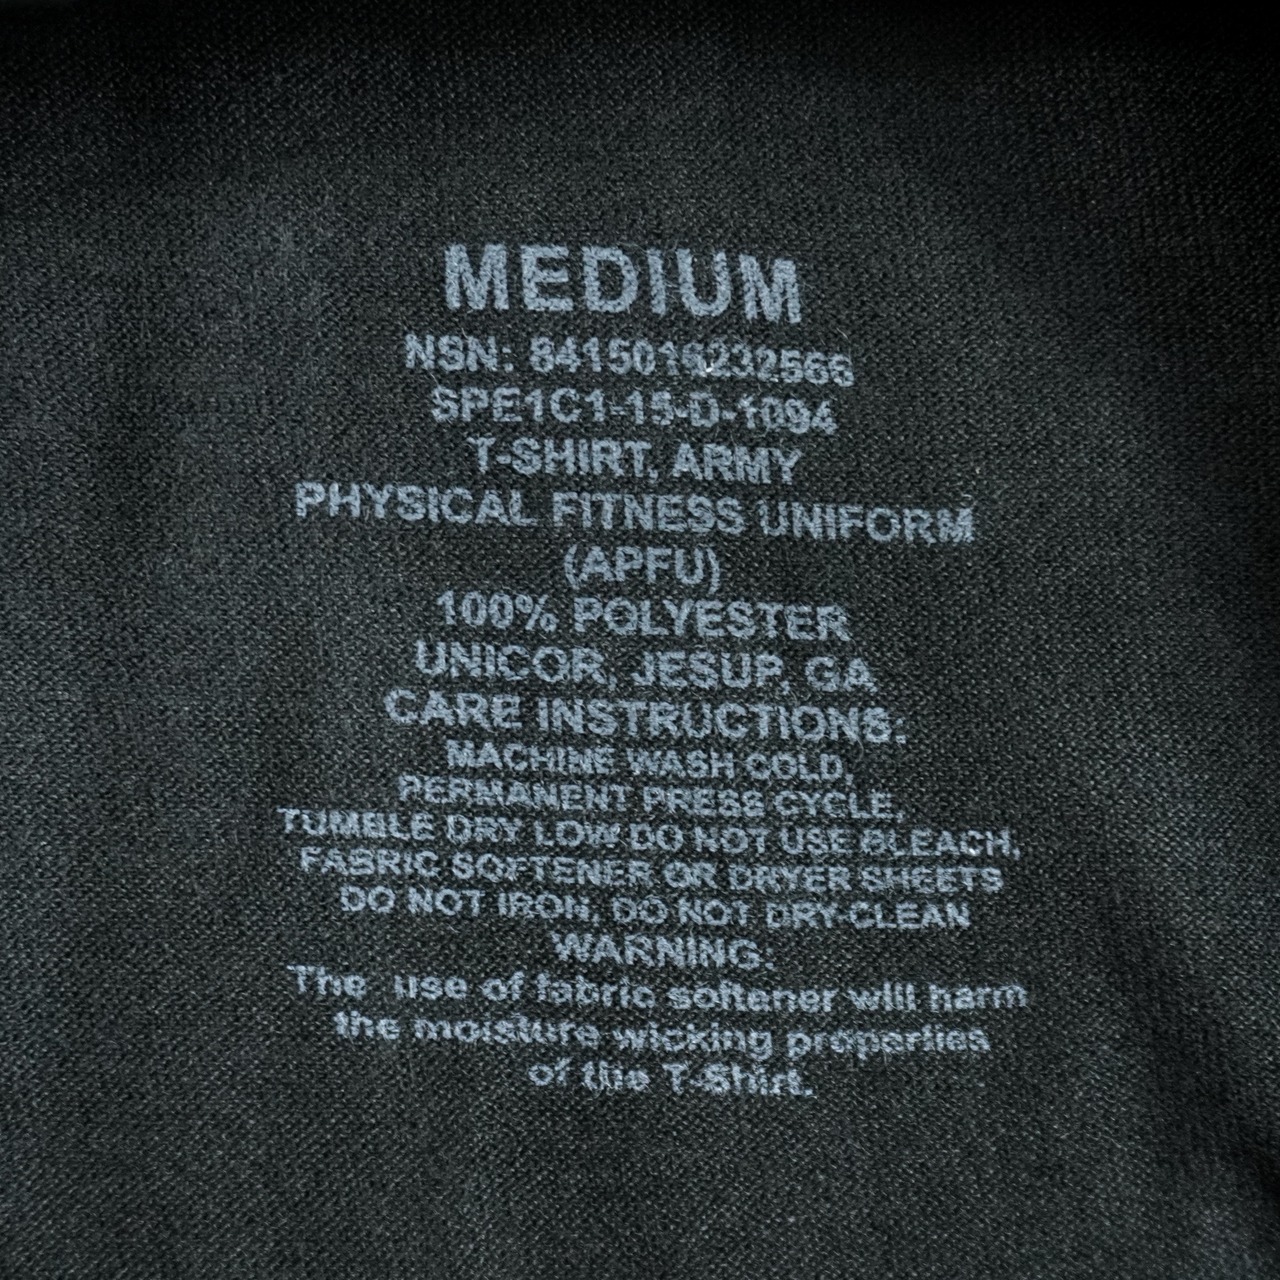 MEDIUM
NSN: 8415016232566
SPE1C1-15-D-1094
T-SHIRT, ARMY
PHYSICAL FITNESS UNIFORM
(APFU)
100% POLYESTER
UNICOR, JESUP, GA
CARE INSTRUCTIONS:
MACHINE WASH COLD,
PERMANENT PRESS CYCLE,
TUMBLE DRY LOW DO NOT USE BLEACH,
FABRIC SOFTENER OR DRYER SHEETS
DO NOT IRON, DO NOT DRY-CLEAN
WARNING:
The use of fabric softener will harm
the moisture wicking properties
of the T-Shirt.